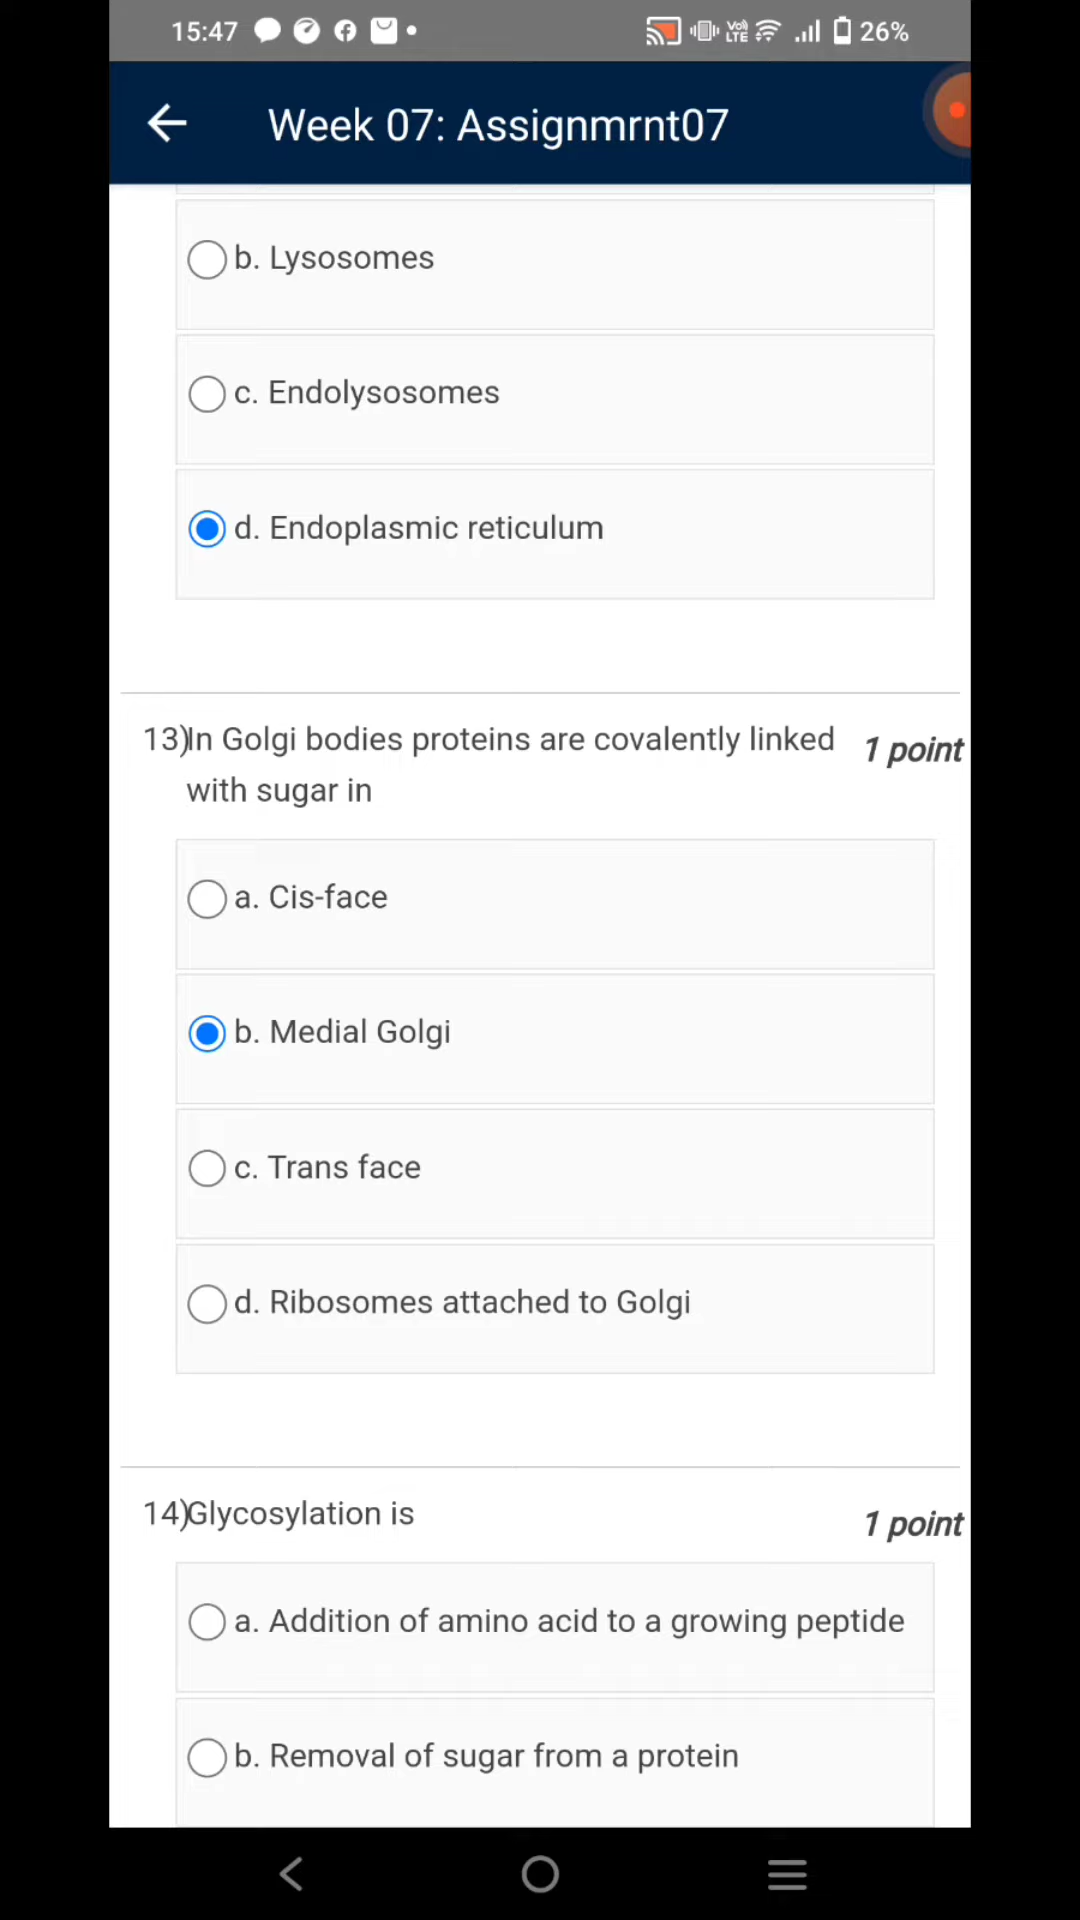 15:47 Vo) LTE 26%
Week 07: Assignmrnt07
b. Lysosomes
c. Endolysosomes
d. Endoplasmic reticulum
13)In Golgi bodies proteins are covalently linked 1 point
with sugar in
a. Cis-face
b. Medial Golgi
c. Trans face
d. Ribosomes attached to Golgi
14)Glycosylation is 1 point
a. Addition of amino acid to a growing peptide
b. Removal of sugar from a protein